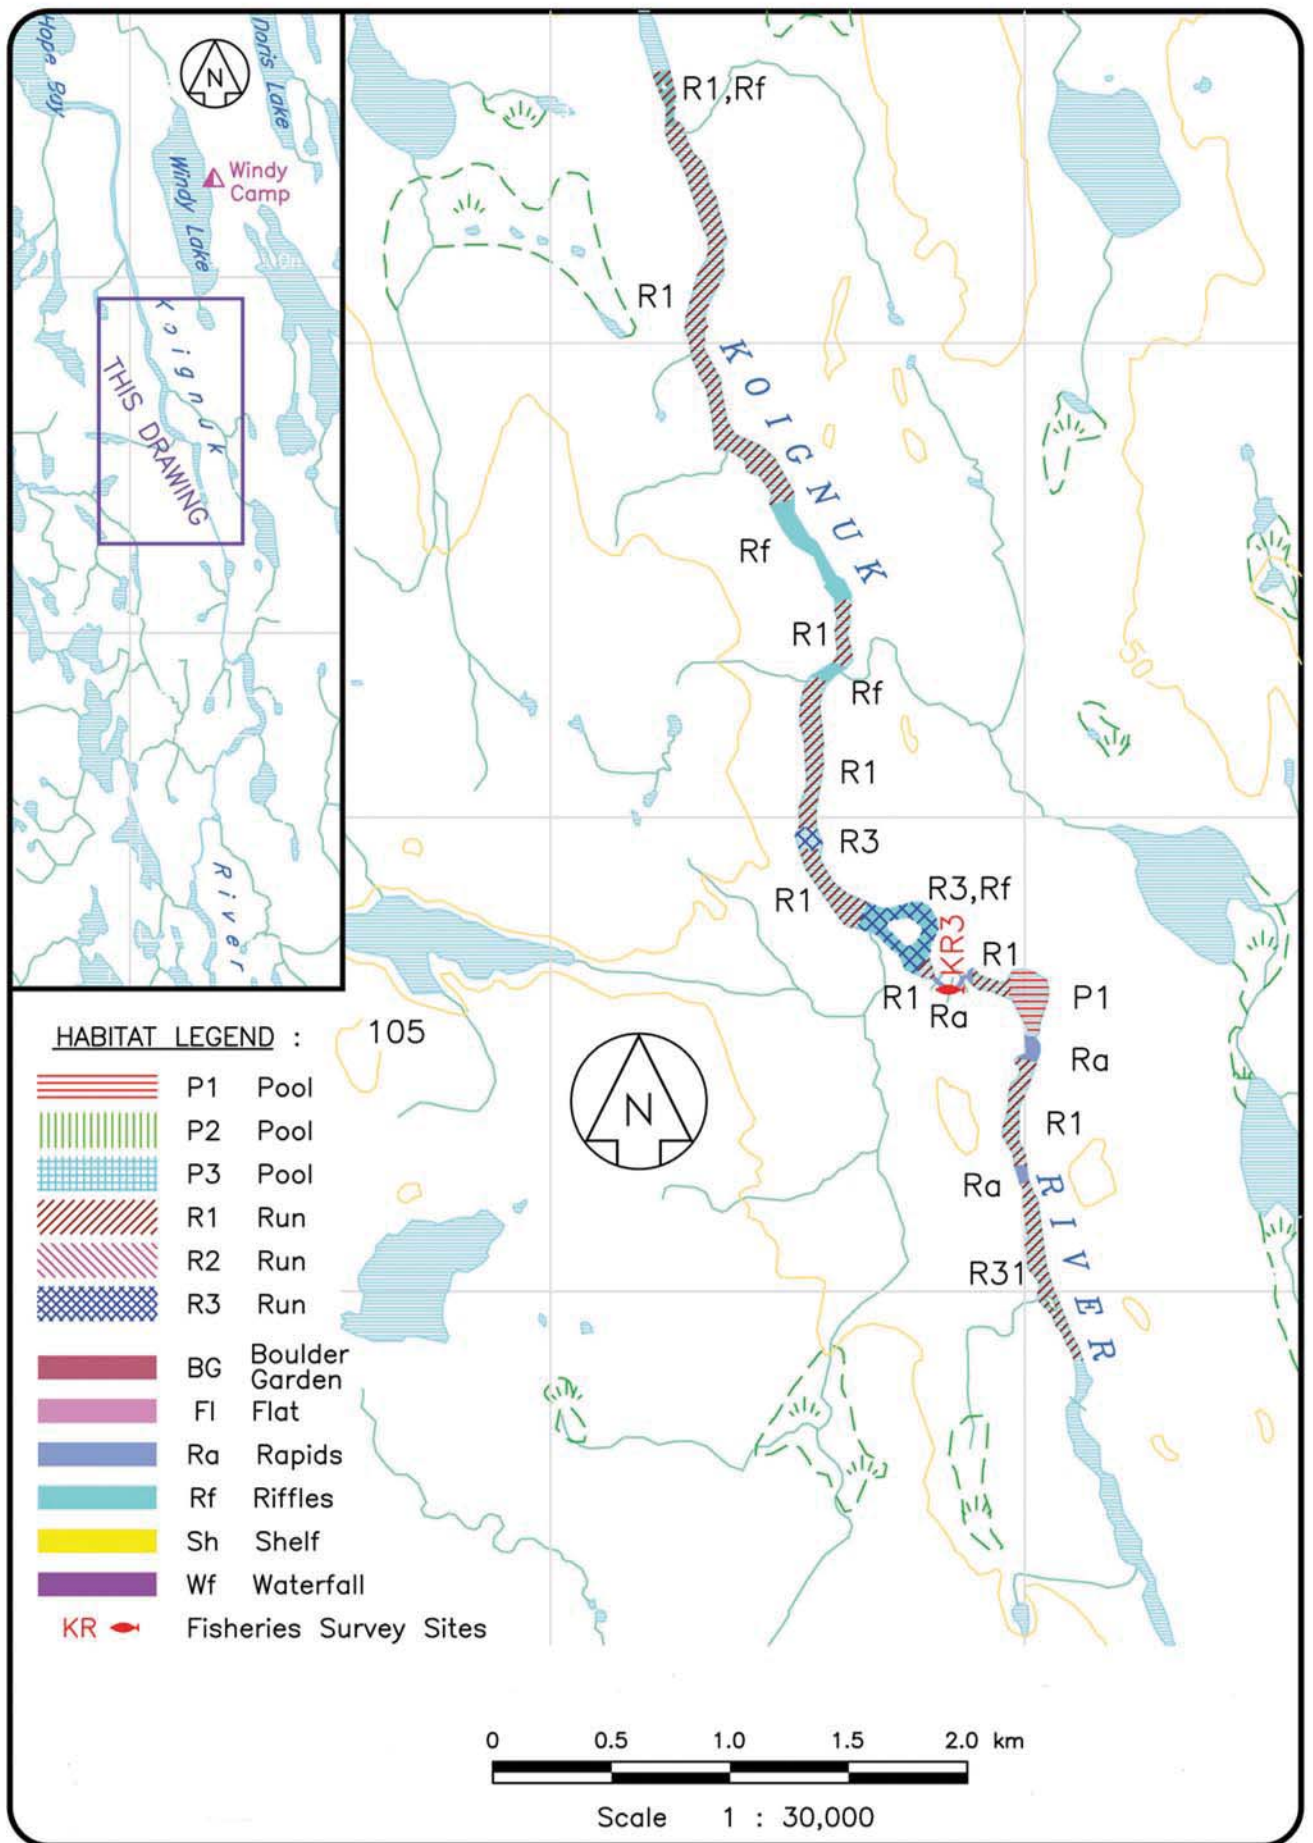 Hope Bay
Doris Lake
N
Windy Lake
Windy
Camp
Koignuk
THIS DRAWING
River
R1,Rf
R1
KOIGNUK
Rf
R1
Rf
50
R1
R3
R1
R3,Rf
KR3
R1
R1
P1
Ra
Ra
R1
Ra
RIVER
R31
105
N
HABITAT LEGEND :
P1 Pool
P2 Pool
P3 Pool
R1 Run
R2 Run
R3 Run
BG Boulder
Garden
Fl Flat
Ra Rapids
Rf Riffles
Sh Shelf
Wf Waterfall
KR Fisheries Survey Sites
0 0.5 1.0 1.5 2.0 km
Scale 1 : 30,000